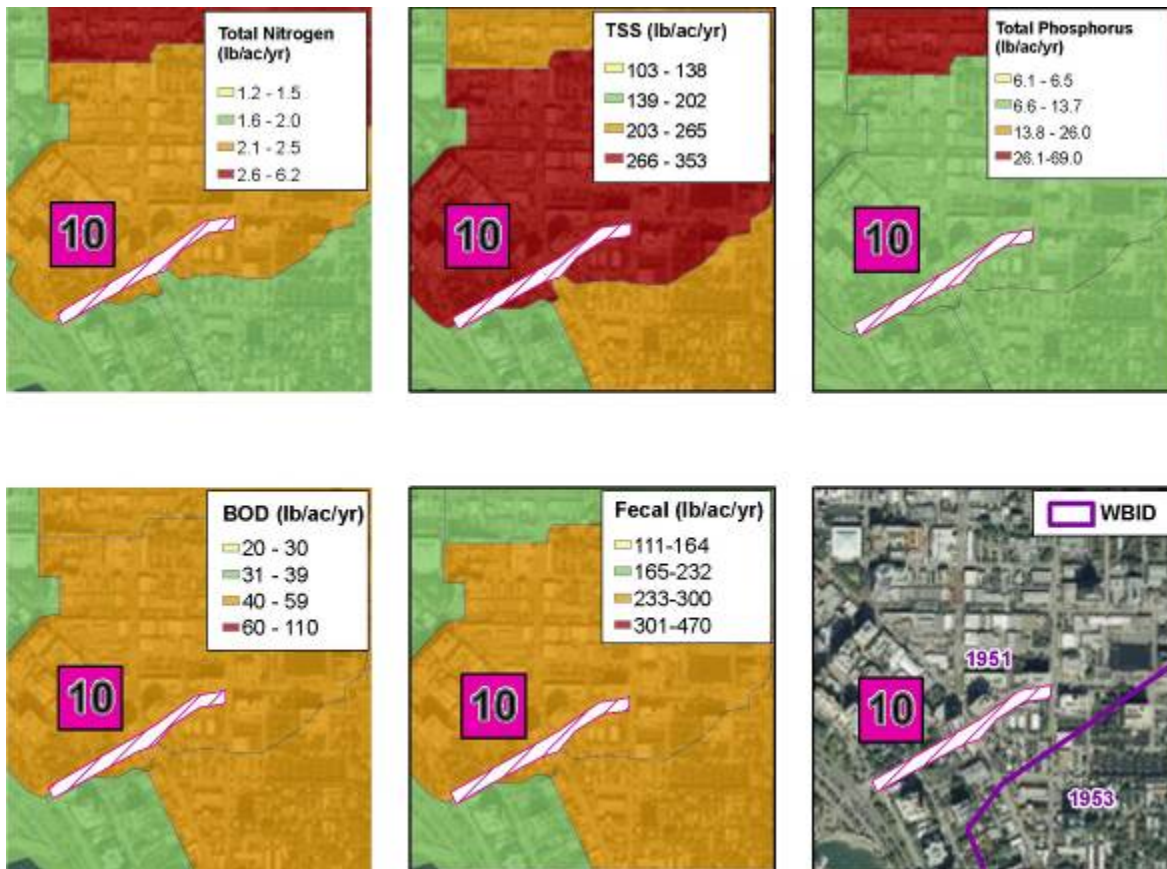 Total Nitrogen
(lb/ac/yr)
1.2 - 1.5
1.6 - 2.0
2.1 - 2.5
2.6 - 6.2
10
TSS (lb/ac/yr)
103 - 138
139 - 202
203 - 265
266 - 353
10
Total Phosphorus
(Lb/ac/yr)
6.1 - 6.5
6.6 - 13.7
13.8 - 26.0
26.1-69.0
10
BOD (lb/ac/yr)
20 - 30
31 - 39
40 - 59
60 - 110
10
Fecal (lb/ac/yr)
111-164
165-232
233-300
301-470
10
WBID
1951
10
1953